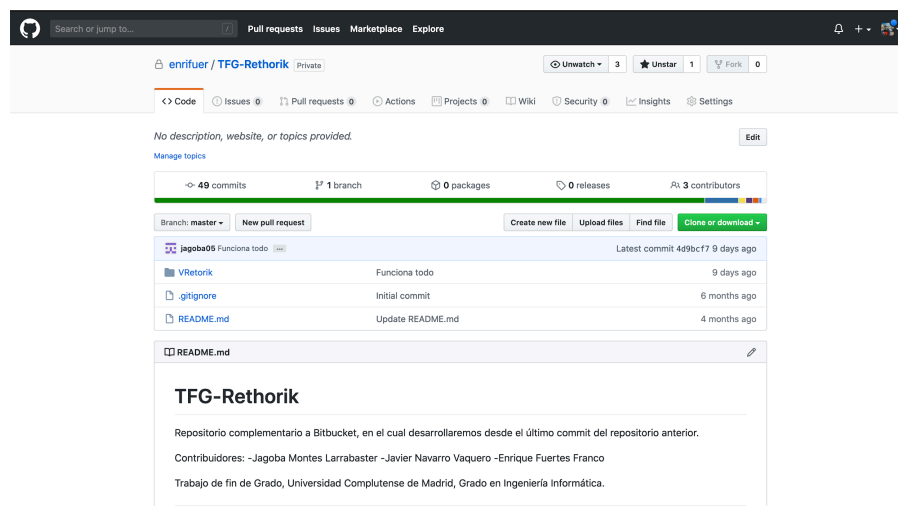 Search or jump to... /
Pull requests Issues Marketplace Explore
enrifuer / TFG-Rethorik Private
Unwatch 3 Unstar 1 Fork 0
Code Issues 0 Pull requests 0 Actions Projects 0 Wiki Security 0 Insights Settings
No description, website, or topics provided. Edit
Manage topics
49 commits 1 branch 0 packages 0 releases 3 contributors
Branch: master New pull request Create new file Upload files Find file Clone or download
jagoba05 Funciona todo ... Latest commit 4d9bcf7 9 days ago
VRetorik Funciona todo 9 days ago
.gitignore Initial commit 6 months ago
README.md Update README.md 4 months ago
README.md
TFG-Rethorik
Repositorio complementario a Bitbucket, en el cual desarrollaremos desde el último commit del repositorio anterior.
Contribuidores: -Jagoba Montes Larrabaster -Javier Navarro Vaquero -Enrique Fuertes Franco
Trabajo de fin de Grado, Universidad Complutense de Madrid, Grado en Ingeniería Informática.